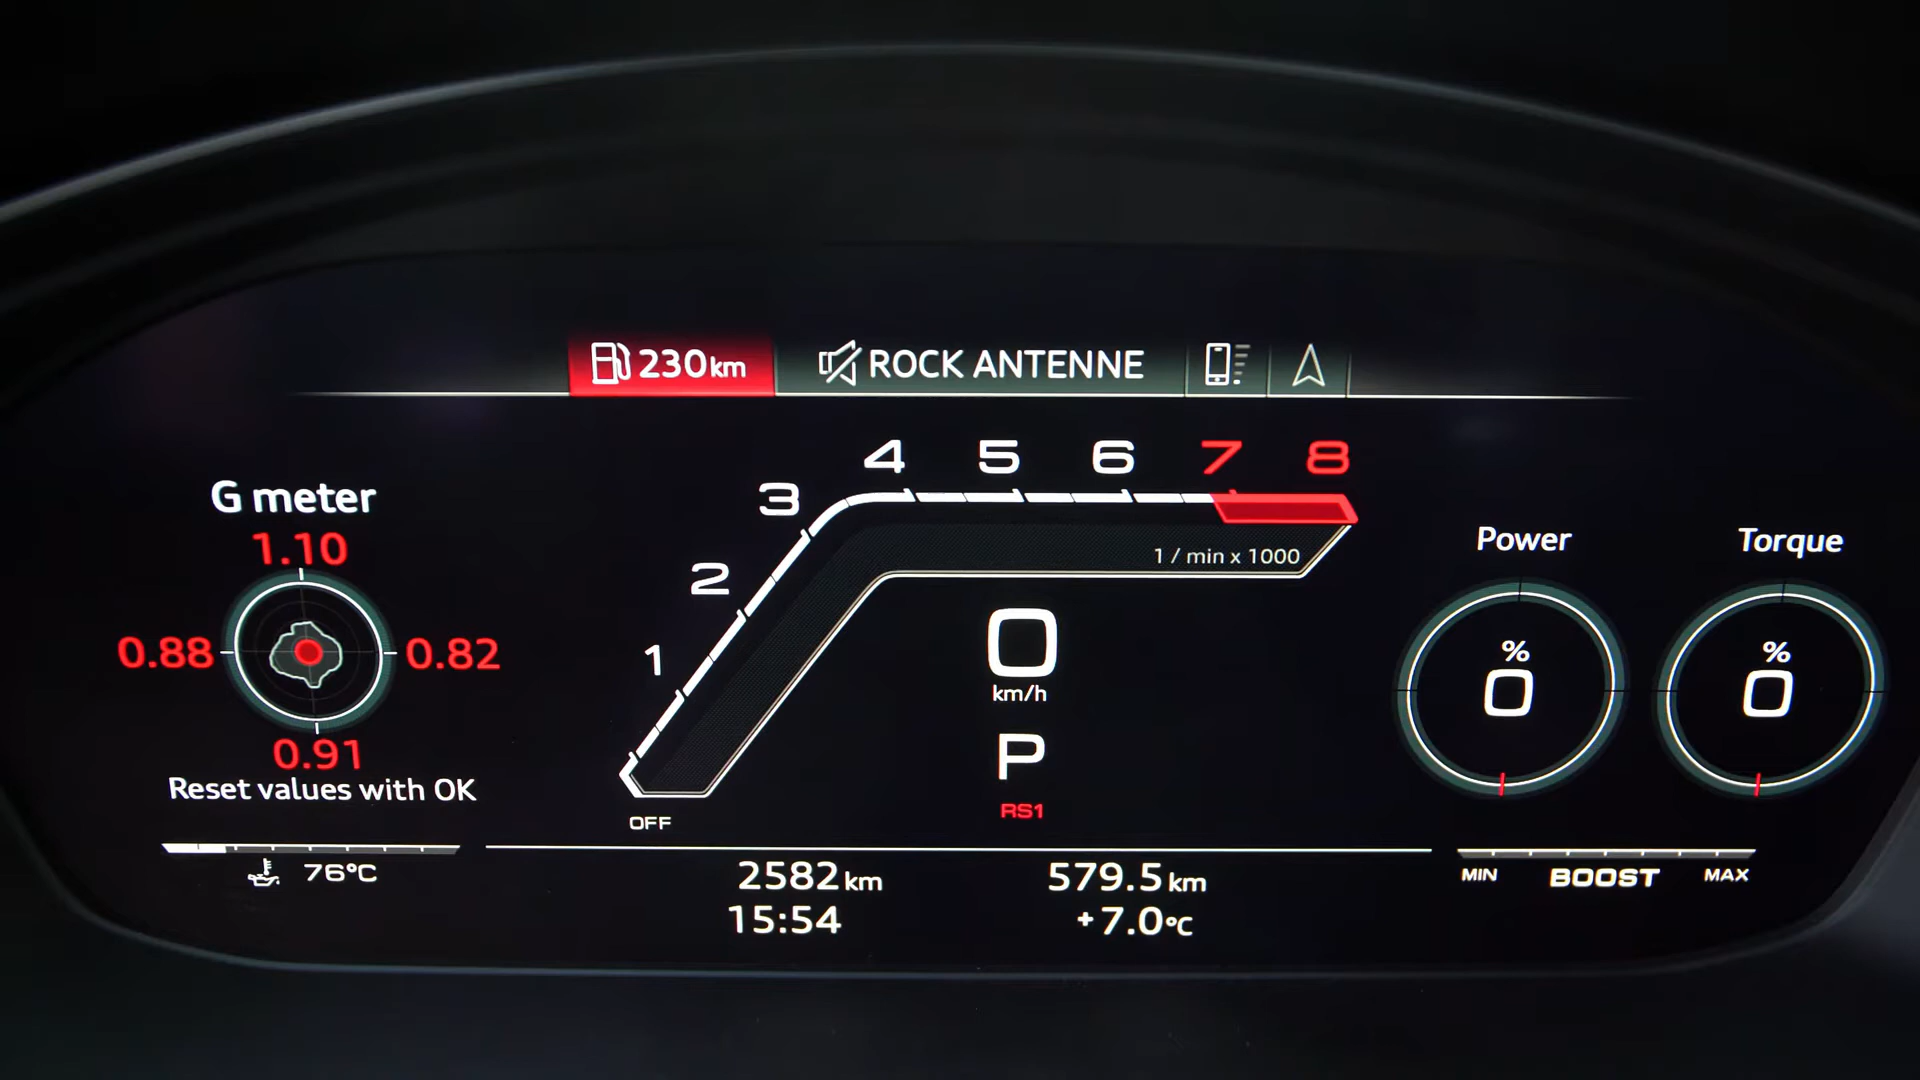 230 km
ROCK ANTENNE
G meter
1.10
0.88
0.82
0.91
Reset values with OK
76°C
1
2
3
4
5
6
7
8
1 / min x 1000
OFF
0
km/h
P
RS1
Power
%
0
Torque
%
0
2582 km
579.5 km
15:54
+7.0°C
MIN
BOOST
MAX